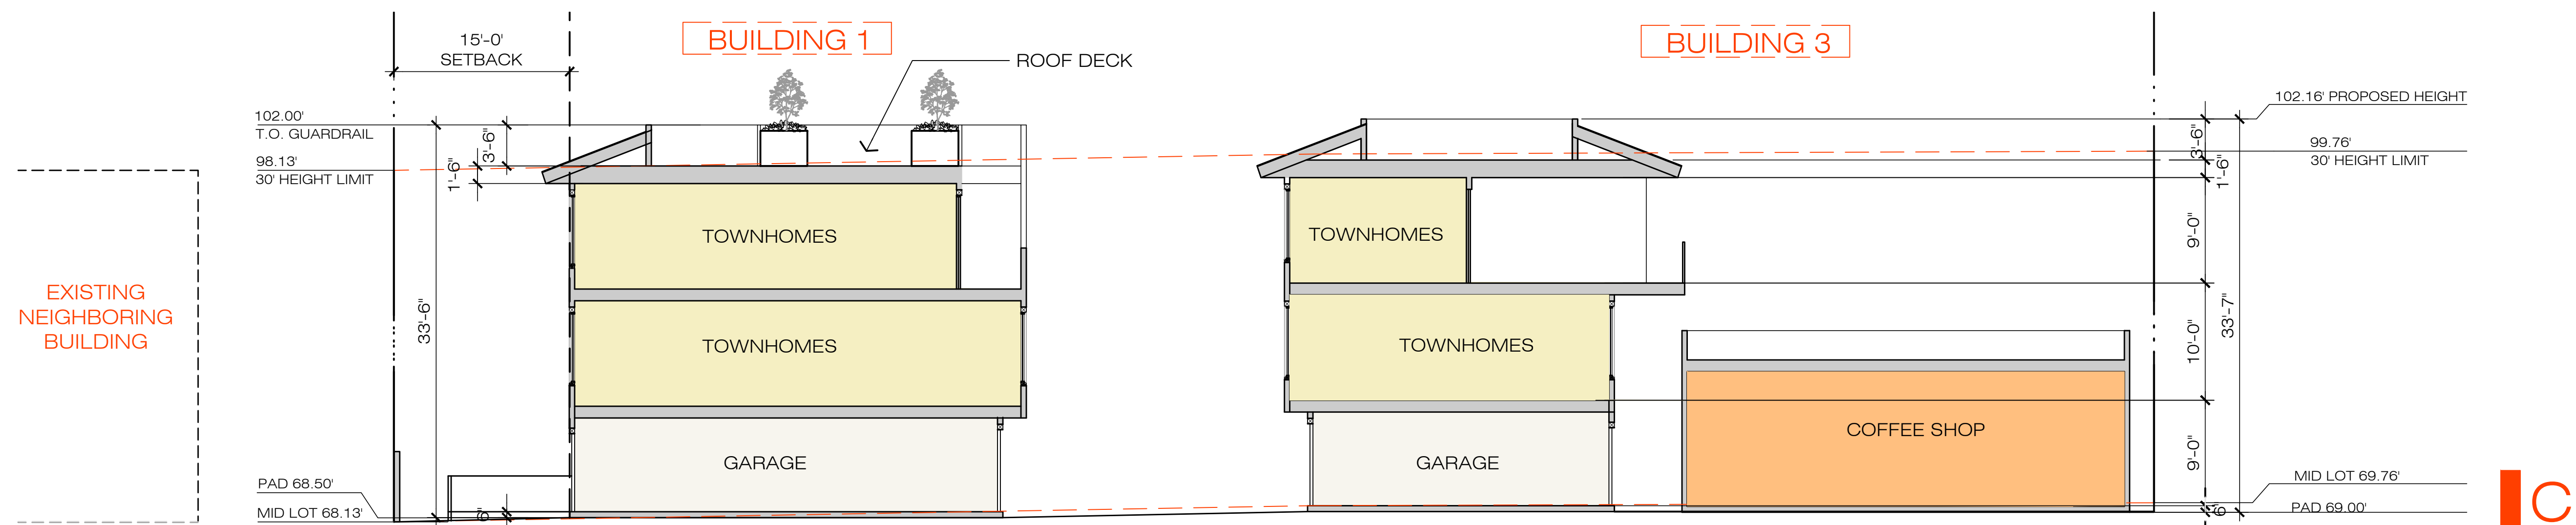 15'-0'
SETBACK
BUILDING 1
ROOF DECK
BUILDING 3
102.00'
T.O. GUARDRAIL
98.13'
30' HEIGHT LIMIT
3'-6"
1'-6"
33'-6"
EXISTING
NEIGHBORING
BUILDING
TOWNHOMES
TOWNHOMES
GARAGE
PAD 68.50'
MID LOT 68.13'
6"
TOWNHOMES
TOWNHOMES
GARAGE
COFFEE SHOP
102.16' PROPOSED HEIGHT
99.76'
30' HEIGHT LIMIT
3'-6"
1'-6"
9'-0"
10'-0"
33'-7"
9'-0"
6"
MID LOT 69.76'
PAD 69.00'
C